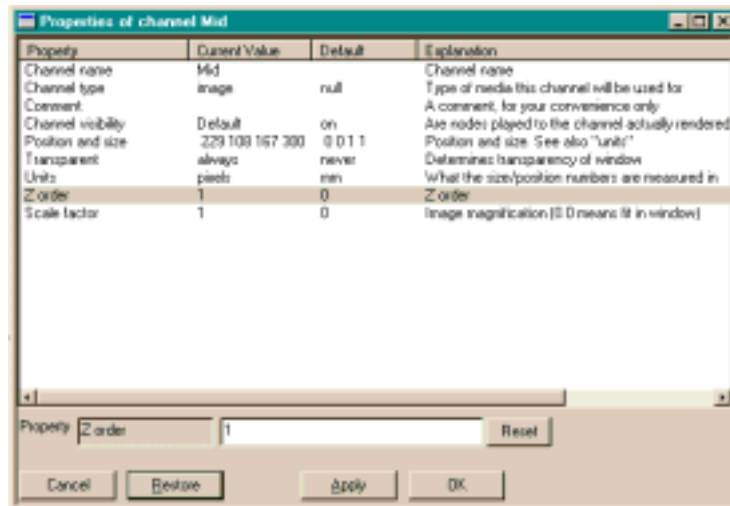 Properties of channel Mid
Property Current Value Default Explanation
Channel name Mid Channel name
Channel type image null Type of media this channel will be used for
Comment A comment, for your convenience only
Channel visibility Default on Are nodes played to the channel actually rendered
Position and size 229 108 167 300 0 0 1 1 Position and size. See also "units"
Transparent always never Determines transparency of window
Units pixels mm What the size/position numbers are measured in
Z order 1 0 Z order
Scale factor 1 0 Image magnification (0.0 means fit in window)
Property Z order 1 Reset
Cancel Restore Apply OK